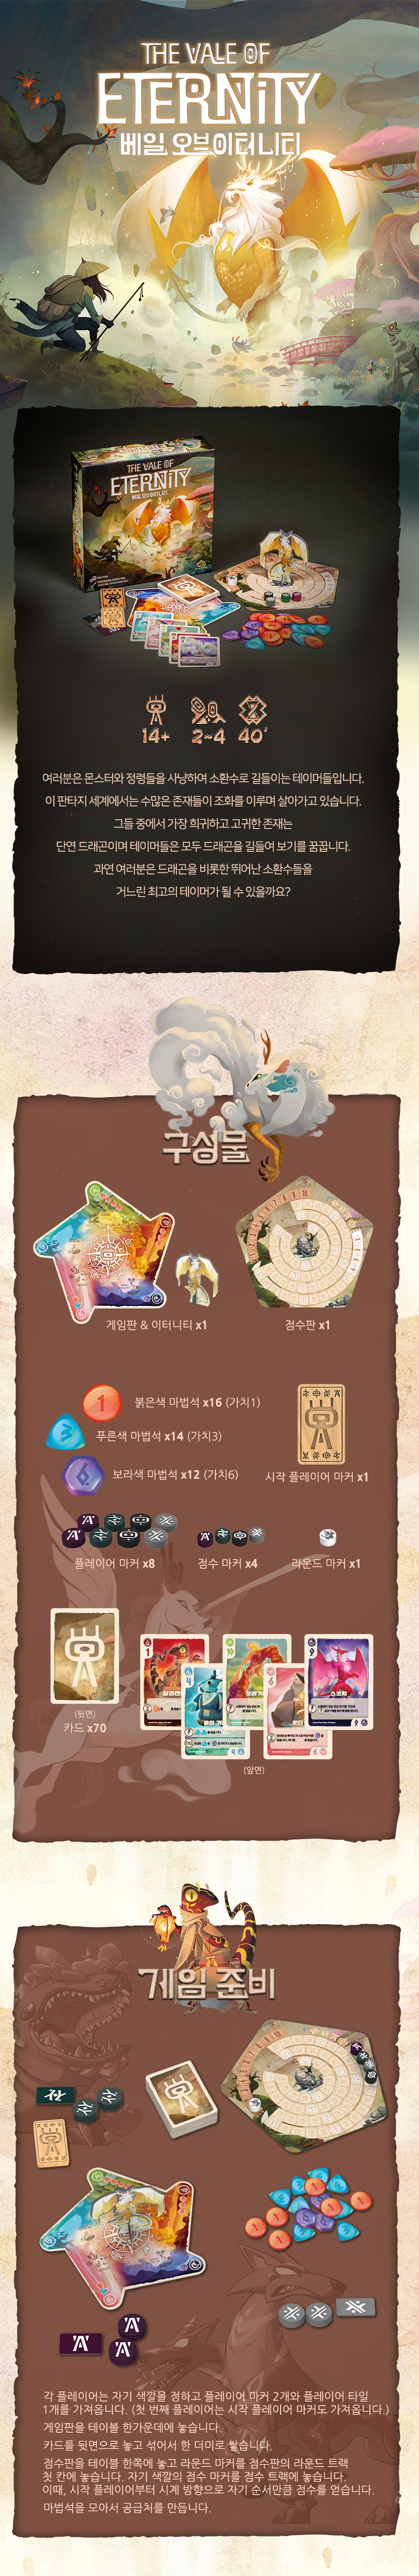 THE VALE OF
ETERNITY
베일 오브 이터니티
THE VALE OF
ETERNITY
베일 오브 이터니티
14+
2~4
40'
여러분은 몬스터와 정령들을 사냥하여 소환수로 길들이는 테이머들입니다.
이 판타지 세계에서는 수많은 존재들이 조화를 이루며 살아가고 있습니다.
그들 중에서 가장 희귀하고 고귀한 존재는
단연 드래곤이며 테이머들은 모두 드래곤을 길들여 보기를 꿈꿉니다.
과연 여러분은 드래곤을 비롯한 뛰어난 소환수들을
거느린 최고의 테이머가 될 수 있을까요?
구성물
게임판 & 이터니티 x1
점수판 x1
1
붉은색 마법석 x16 (가치1)
3
푸른색 마법석 x14 (가치3)
6
보라색 마법석 x12 (가치6)
시작 플레이어 마커 x1
플레이어 마커 x8
점수 마커 x4
라운드 마커 x1
(뒷면)
카드 x70
1
4
10
6
9
(앞면)
게임 준비
각 플레이어는 자기 색깔을 정하고 플레이어 마커 2개와 플레이어 타일
1개를 가져옵니다. (첫 번째 플레이어는 시작 플레이어 마커도 가져옵니다.)
게임판을 테이블 한가운데에 놓습니다.
카드를 뒷면으로 놓고 섞어서 한 더미로 쌓습니다.
점수판을 테이블 한쪽에 놓고 라운드 마커를 점수판의 라운드 트랙
첫 칸에 놓습니다. 자기 색깔의 점수 마커를 점수 트랙에 놓습니다.
이때, 시작 플레이어부터 시계 방향으로 자기 순서만큼 점수를 얻습니다.
마법석을 모아서 공급처를 만듭니다.